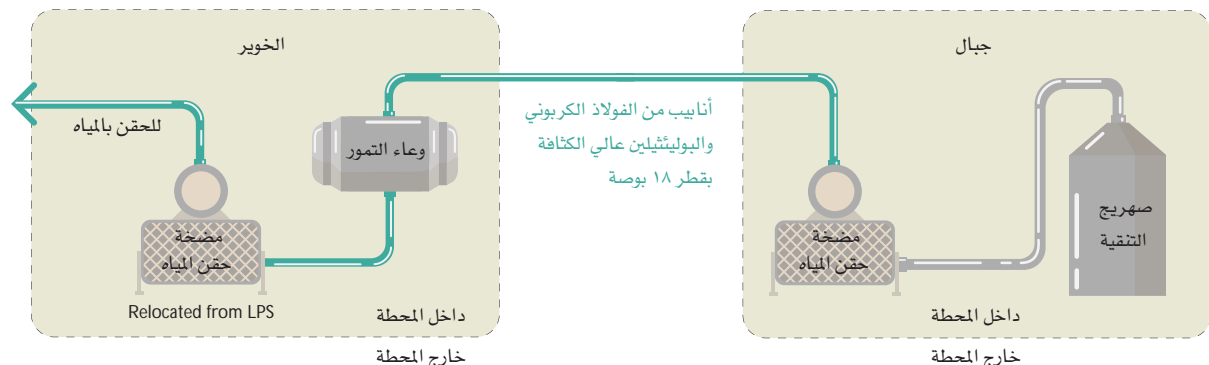 جبال
صهريج
التنقية
مضخة
حقن المياه
داخل المحطة
خارج المحطة
أنابيب من الفولاذ الكربوني
والبوليئثيلين عالي الكثافة
بقطر ١٨ بوصة
الخوير
وعاء التمور
للحقن بالمياه
مضخة
حقن المياه
Relocated from LPS
داخل المحطة
خارج المحطة